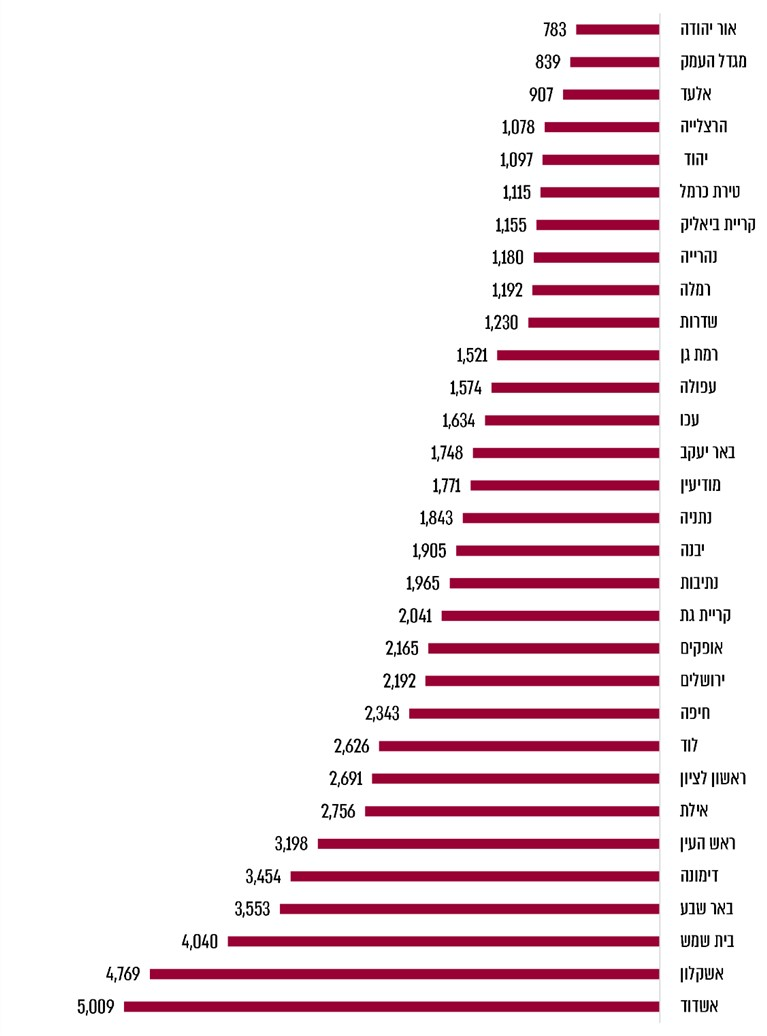 אור יהודה 783
מגדל העמק 839
אלעד 907
הרצלייה 1,078
יהוד 1,097
טירת כרמל 1,115
קריית ביאליק 1,155
נהרייה 1,180
רמלה 1,192
שדרות 1,230
רמת גן 1,521
עפולה 1,574
עכו 1,634
באר יעקב 1,748
מודיעין 1,771
נתניה 1,843
יבנה 1,905
נתיבות 1,965
קריית גת 2,041
אופקים 2,165
ירושלים 2,192
חיפה 2,343
לוד 2,626
ראשון לציון 2,691
אילת 2,756
ראש העין 3,198
דימונה 3,454
באר שבע 3,553
בית שמש 4,040
אשקלון 4,769
אשדוד 5,009